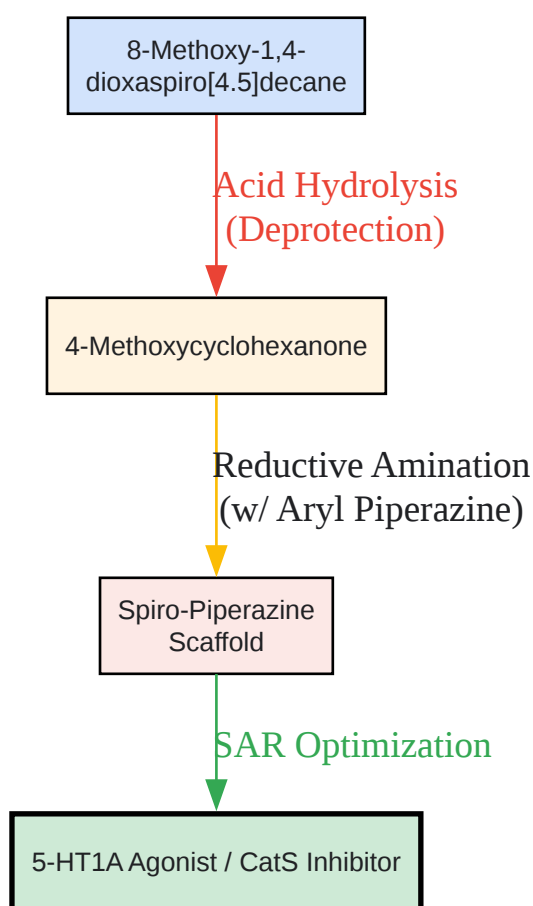 8-Methoxy-1,4-
dioxaspiro[4.5]decane
Acid Hydrolysis
(Deprotection)
4-Methoxycyclohexanone
Reductive Amination
(w/ Aryl Piperazine)
Spiro-Piperazine
Scaffold
SAR Optimization
5-HT1A Agonist / CatS Inhibitor